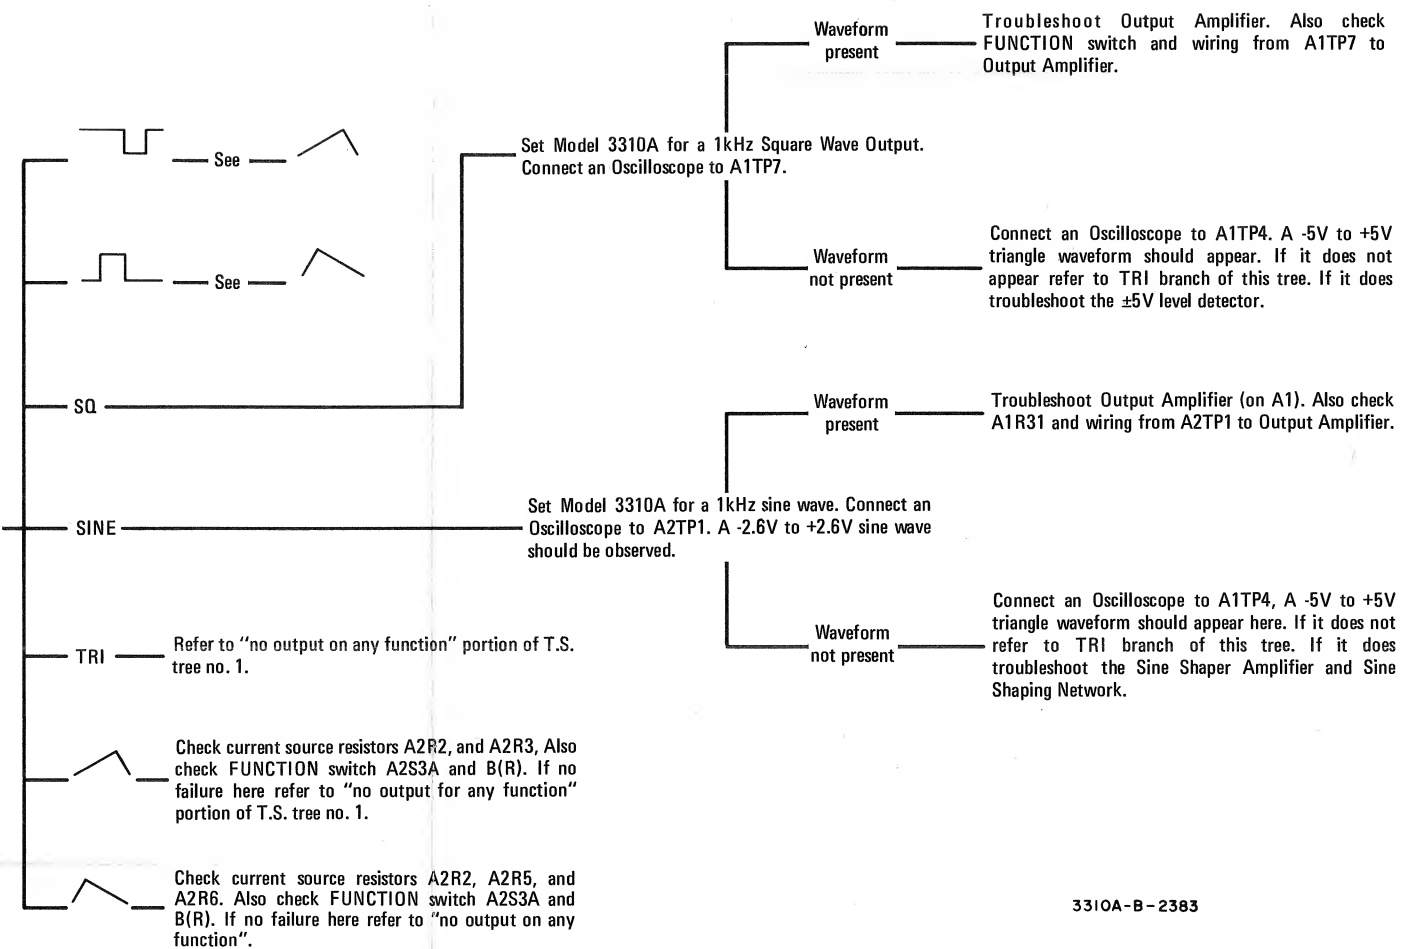 Waveform
present
Troubleshoot Output Amplifier. Also check
FUNCTION switch and wiring from A1TP7 to
Output Amplifier.
See
Set Model 3310A for a 1kHz Square Wave Output.
Connect an Oscilloscope to A1TP7.
See
Waveform
not present
Connect an Oscilloscope to A1TP4. A -5V to +5V
triangle waveform should appear. If it does not
appear refer to TRI branch of this tree. If it does
troubleshoot the ±5V level detector.
SQ
Waveform
present
Troubleshoot Output Amplifier (on A1). Also check
A1R31 and wiring from A2TP1 to Output Amplifier.
SINE
Set Model 3310A for a 1kHz sine wave. Connect an
Oscilloscope to A2TP1. A -2.6V to +2.6V sine wave
should be observed.
Waveform
not present
Connect an Oscilloscope to A1TP4, A -5V to +5V
triangle waveform should appear here. If it does not
refer to TRI branch of this tree. If it does
troubleshoot the Sine Shaper Amplifier and Sine
Shaping Network.
TRI
Refer to "no output on any function" portion of T.S.
tree no. 1.
Check current source resistors A2R2, and A2R3, Also
check FUNCTION switch A2S3A and B(R). If no
failure here refer to "no output for any function"
portion of T.S. tree no. 1.
Check current source resistors A2R2, A2R5, and
A2R6. Also check FUNCTION switch A2S3A and
B(R). If no failure here refer to "no output on any
function".
3310A-B-2383